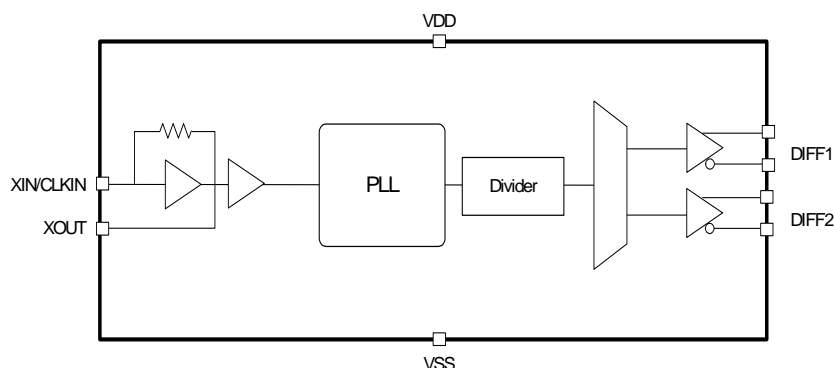 VDD
XIN/CLKIN
XOUT
PLL
Divider
DIFF1
DIFF2
VSS